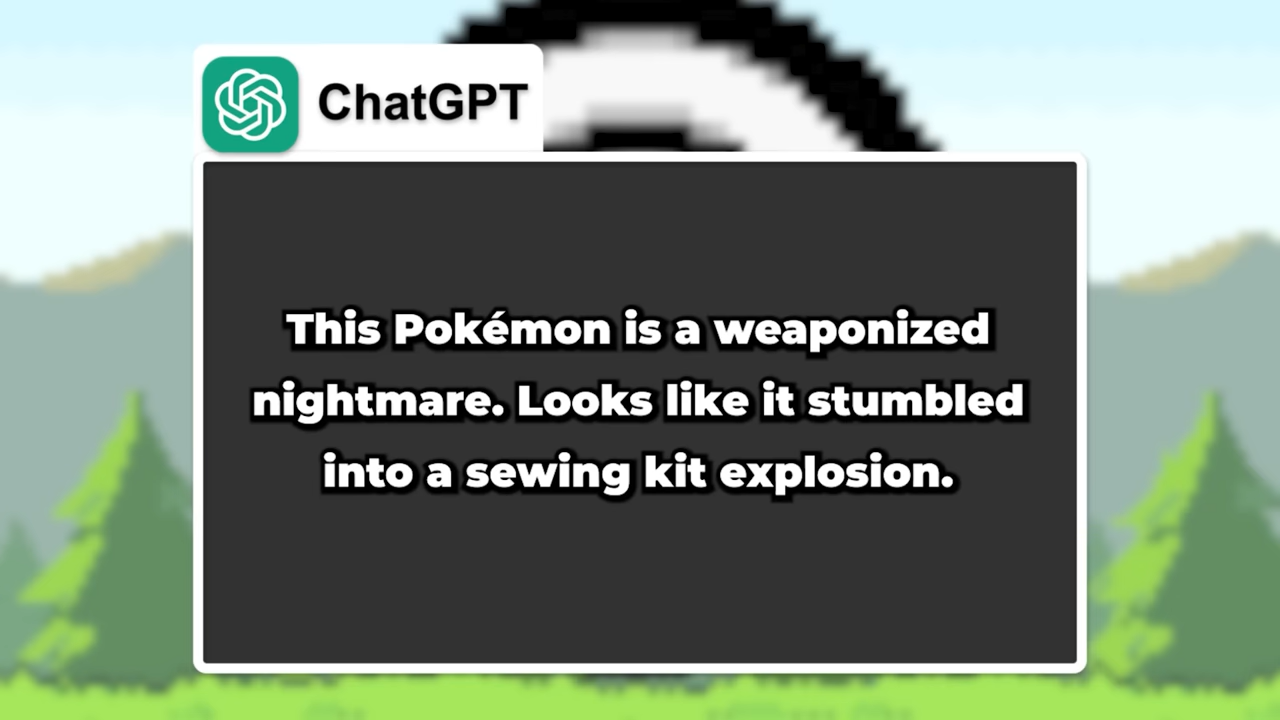 ChatGPT
This Pokémon is a weaponized
nightmare. Looks like it stumbled
into a sewing kit explosion.